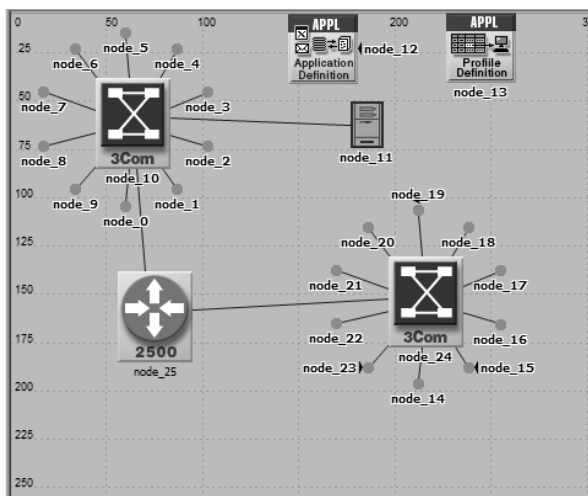 0 50 100 200 3
node_5 APPL APPL
25
node_6 node_4 node_12
Application
Definition
Profile
Definition
50
node_7 node_3 node_13
75
node_8 3Com node_2 node_11
100
node_10
node_9 node_1 node_19
node_0
125
node_20 node_18
150
node_21 node_17
175
2500 node_22 3Com node_16
node_25 node_23 node_24 node_15
200
node_14
225
250